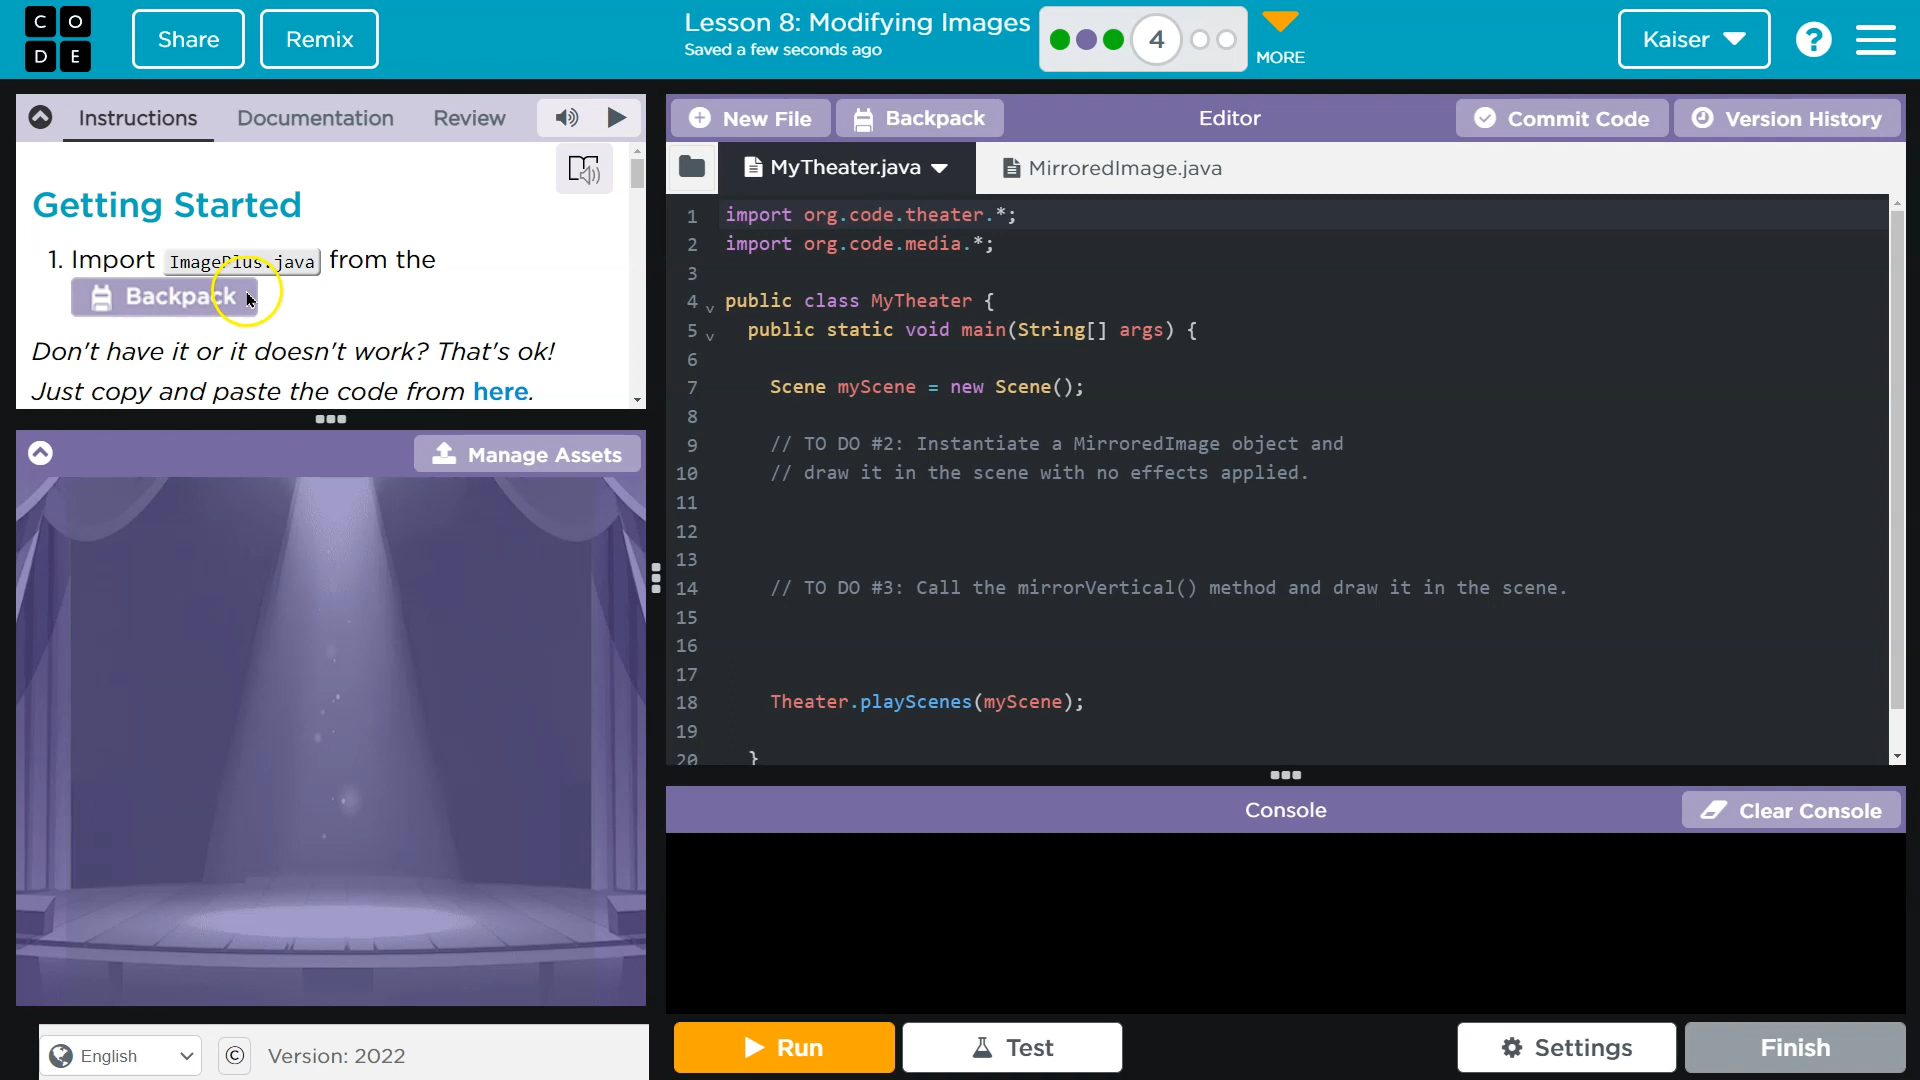 C O
D E
Share
Remix
Lesson 8: Modifying Images
Saved a few seconds ago
4
MORE
Kaiser
?
Instructions
Documentation
Review
Getting Started
1. Import ImagePlus.java from the
Backpack
Don't have it or it doesn't work? That's ok!
Just copy and paste the code from here.
Manage Assets
English
©
Version: 2022
New File
Backpack
Editor
Commit Code
Version History
MyTheater.java
MirroredImage.java
1 import org.code.theater.*;
2 import org.code.media.*;
3
4 public class MyTheater {
5 public static void main(String[] args) {
6
7 Scene myScene = new Scene();
8
9 // TO DO #2: Instantiate a MirroredImage object and
10 // draw it in the scene with no effects applied.
11
12
13
14 // TO DO #3: Call the mirrorVertical() method and draw it in the scene.
15
16
17
18 Theater.playScenes(myScene);
19
20 }
Console
Clear Console
Run
Test
Settings
Finish